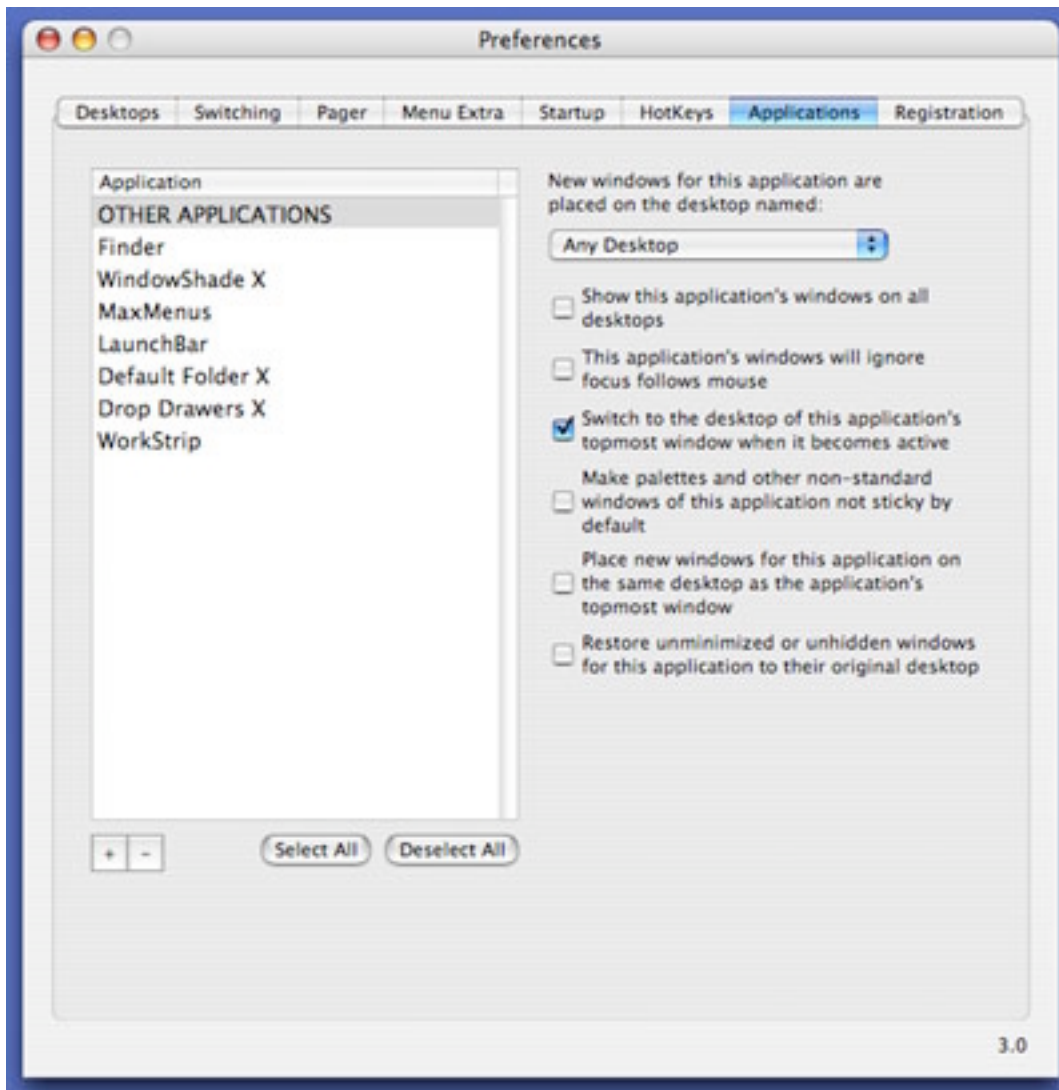 Preferences
Desktops Switching Pager Menu Extra Startup HotKeys Applications Registration
Application
OTHER APPLICATIONS
Finder
WindowShade X
MaxMenus
LaunchBar
Default Folder X
Drop Drawers X
WorkStrip
+ -
Select All Deselect All
New windows for this application are
placed on the desktop named:
Any Desktop
Show this application's windows on all
desktops
This application's windows will ignore
focus follows mouse
Switch to the desktop of this application's
topmost window when it becomes active
Make palettes and other non-standard
windows of this application not sticky by
default
Place new windows for this application on
the same desktop as the application's
topmost window
Restore unminimized or unhidden windows
for this application to their original desktop
3.0